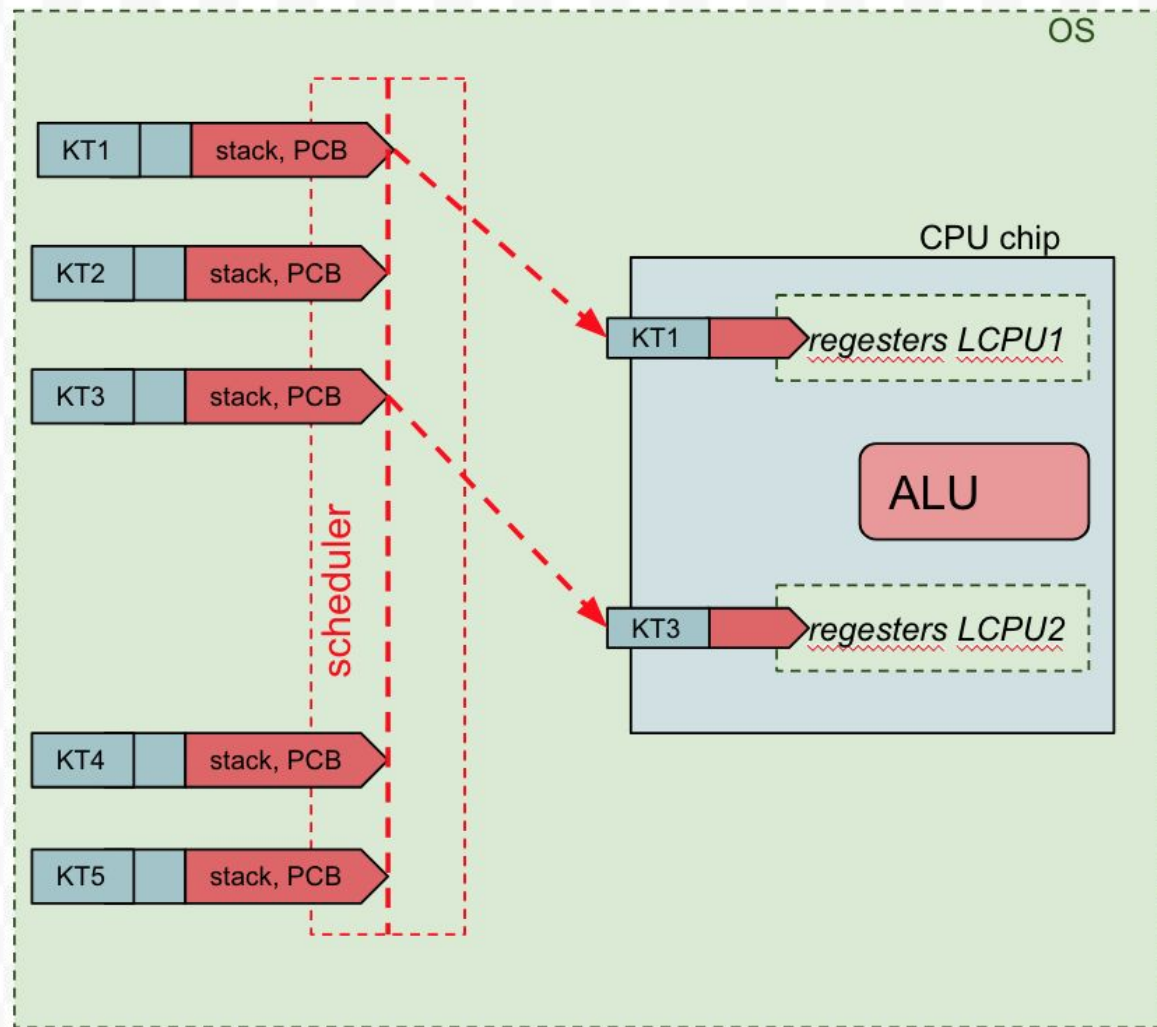 OS
KT1 stack, PCB
KT2 stack, PCB
KT3 stack, PCB
scheduler
KT4 stack, PCB
KT5 stack, PCB
CPU chip
KT1 regesters LCPU1
ALU
KT3 regesters LCPU2